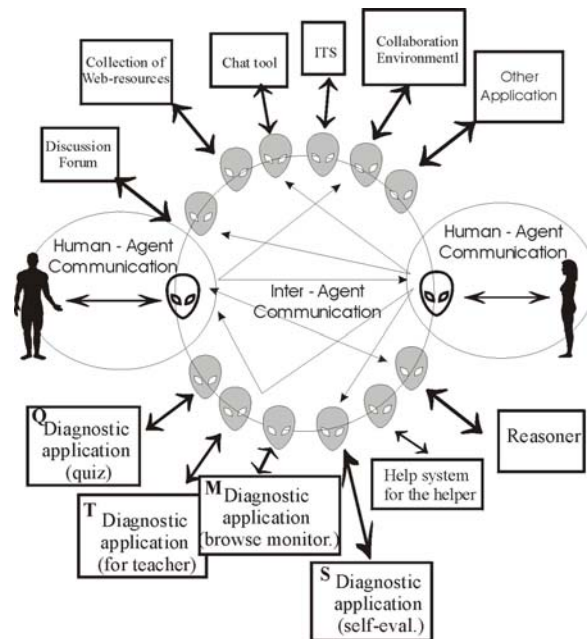 Collection of
Web-resources
Chat tool
ITS
Collaboration
Environmentl
Other
Application
Discussion
Forum
Human - Agent
Communication
Human - Agent
Communication
Inter - Agent
Communication
Q
Diagnostic
application
(quiz)
T
Diagnostic
application
(for teacher)
M
Diagnostic
application
(browse monitor.)
S
Diagnostic
application
(self-eval.)
Help system
for the helper
Reasoner